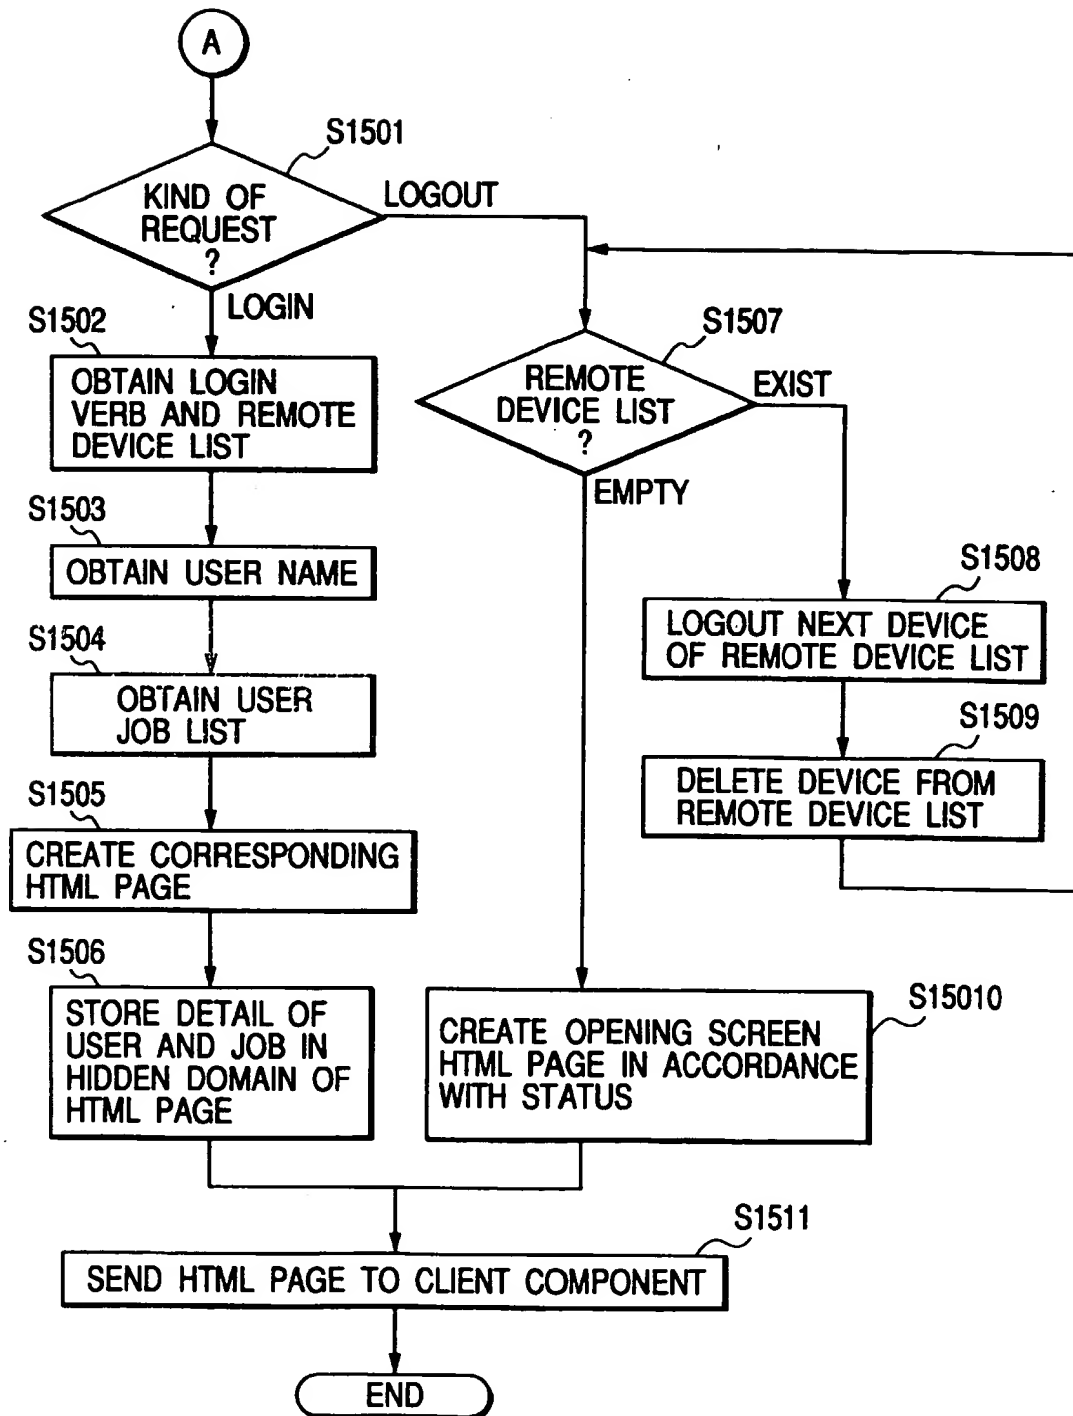 A
S1501
KIND OF
REQUEST
?
LOGOUT
LOGIN
S1502
OBTAIN LOGIN
VERB AND REMOTE
DEVICE LIST
S1503
OBTAIN USER NAME
S1504
OBTAIN USER
JOB LIST
S1505
CREATE CORRESPONDING
HTML PAGE
S1506
STORE DETAIL OF
USER AND JOB IN
HIDDEN DOMAIN OF
HTML PAGE
S1507
REMOTE
DEVICE LIST
?
EXIST
EMPTY
S1508
LOGOUT NEXT DEVICE
OF REMOTE DEVICE LIST
S1509
DELETE DEVICE FROM
REMOTE DEVICE LIST
S15010
CREATE OPENING SCREEN
HTML PAGE IN ACCORDANCE
WITH STATUS
S1511
SEND HTML PAGE TO CLIENT COMPONENT
END